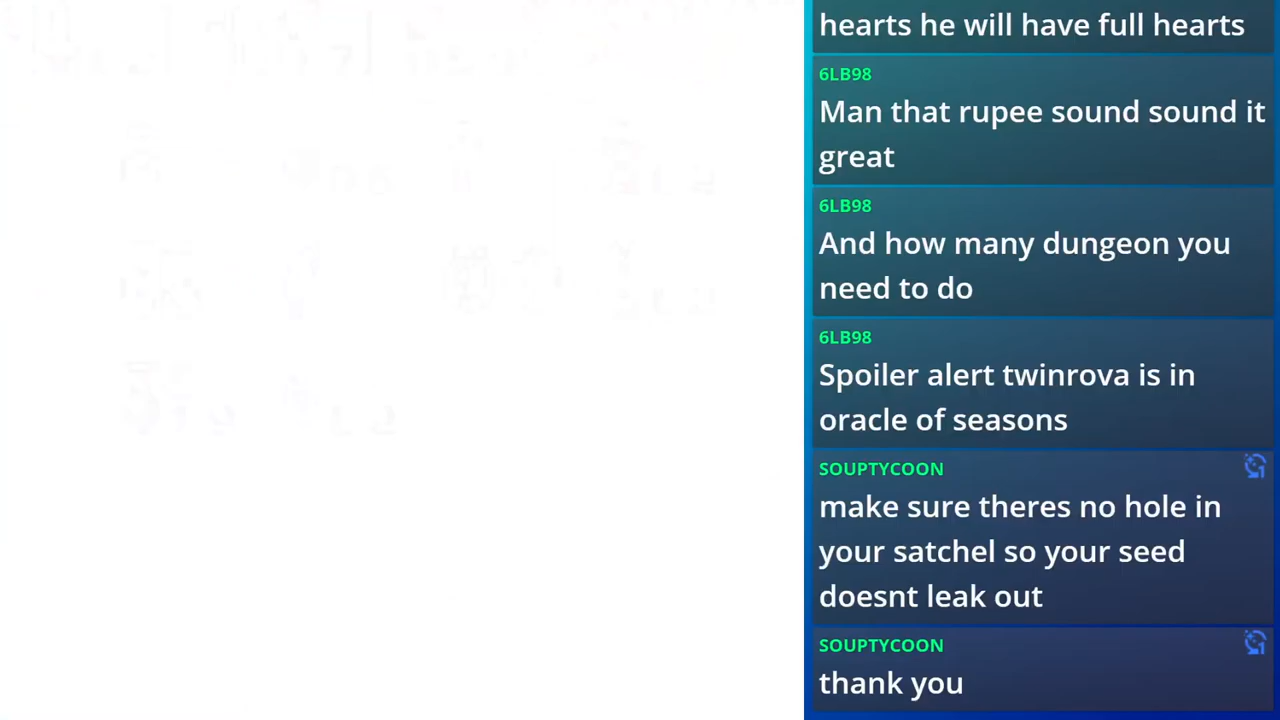 hearts he will have full hearts
6LB98
Man that rupee sound sound it
great
6LB98
And how many dungeon you
need to do
6LB98
Spoiler alert twinrova is in
oracle of seasons
SOUPTYCOON
make sure theres no hole in
your satchel so your seed
doesnt leak out
SOUPTYCOON
thank you